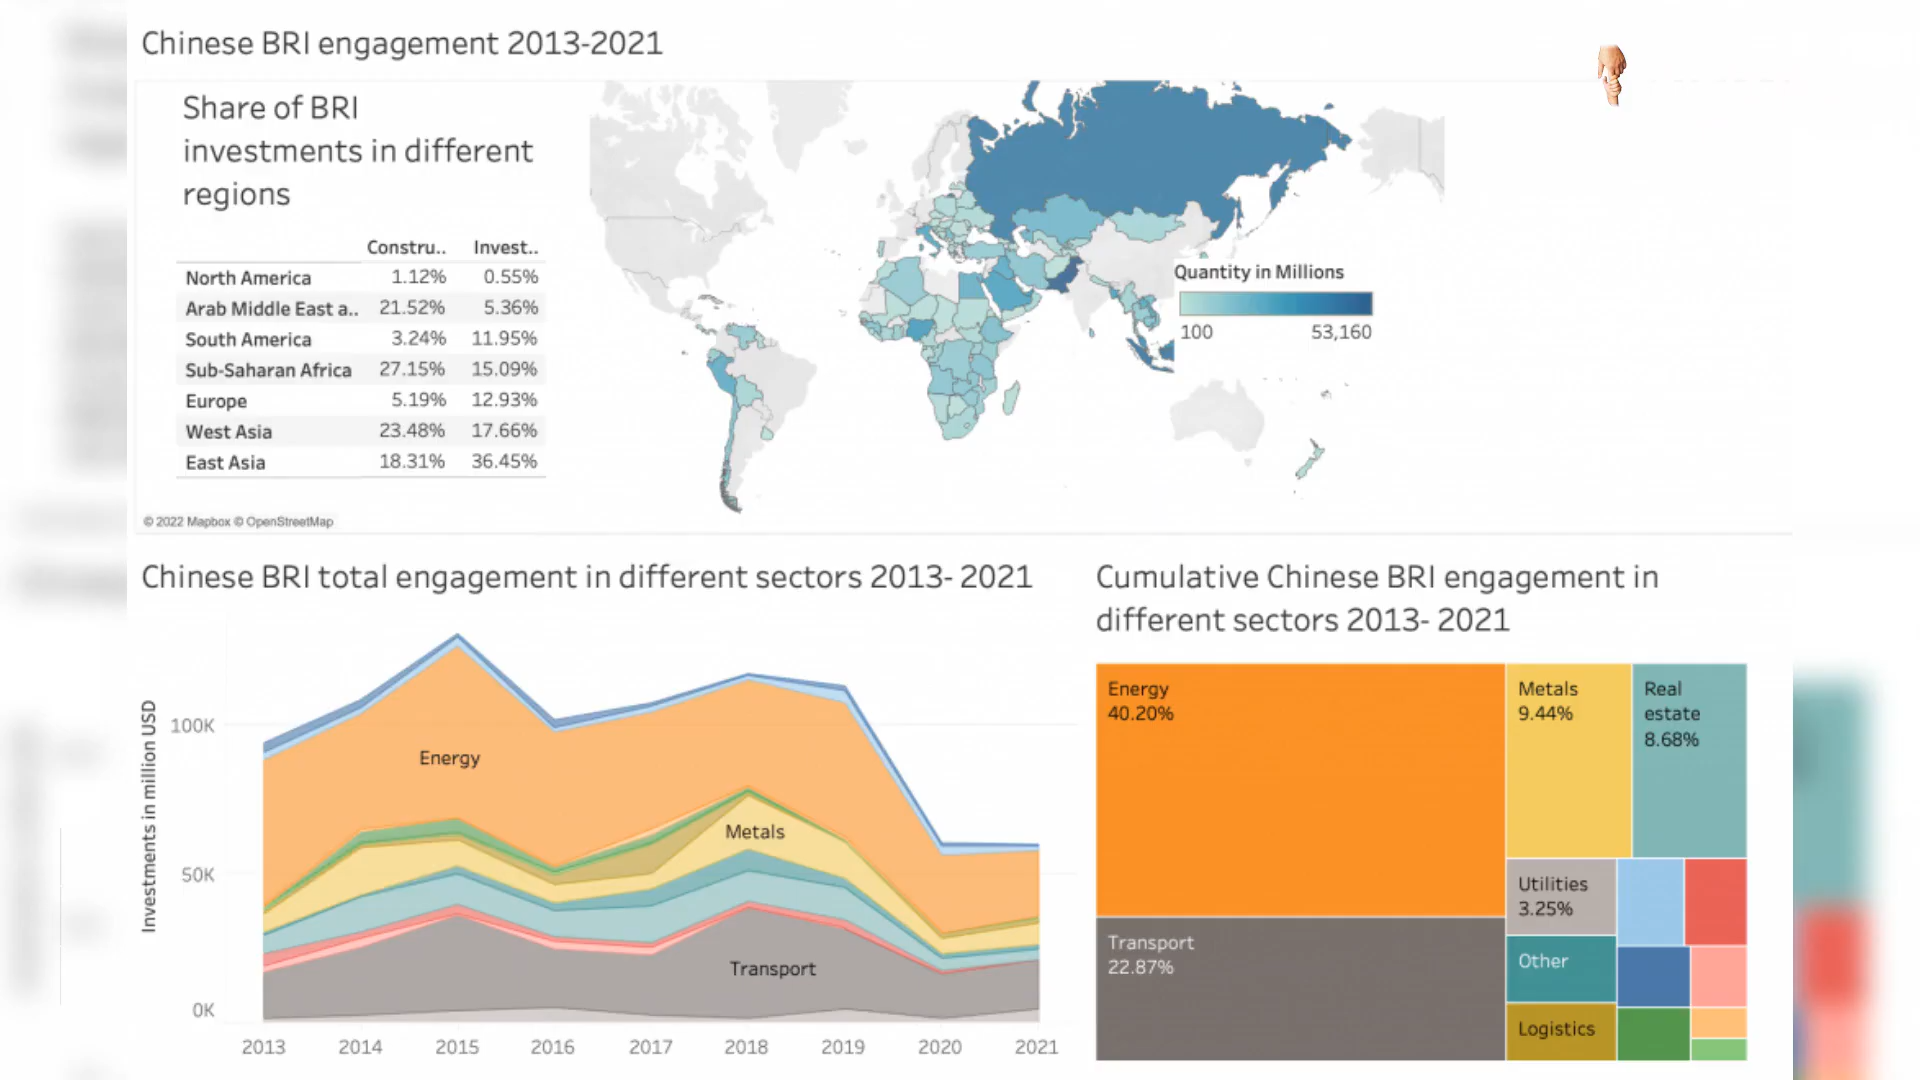 Chinese BRI engagement 2013-2021
Share of BRI
investments in different
regions
Constru.. Invest..
North America 1.12% 0.55%
Arab Middle East a.. 21.52% 5.36%
South America 3.24% 11.95%
Sub-Saharan Africa 27.15% 15.09%
Europe 5.19% 12.93%
West Asia 23.48% 17.66%
East Asia 18.31% 36.45%
© 2022 Mapbox © OpenStreetMap
Quantity in Millions
100 53,160
Chinese BRI total engagement in different sectors 2013- 2021
Investments in million USD
100K
50K
0K
Energy
Metals
Transport
2013 2014 2015 2016 2017 2018 2019 2020 2021
Cumulative Chinese BRI engagement in
different sectors 2013- 2021
Energy
40.20%
Transport
22.87%
Metals
9.44%
Real
estate
8.68%
Utilities
3.25%
Other
Logistics